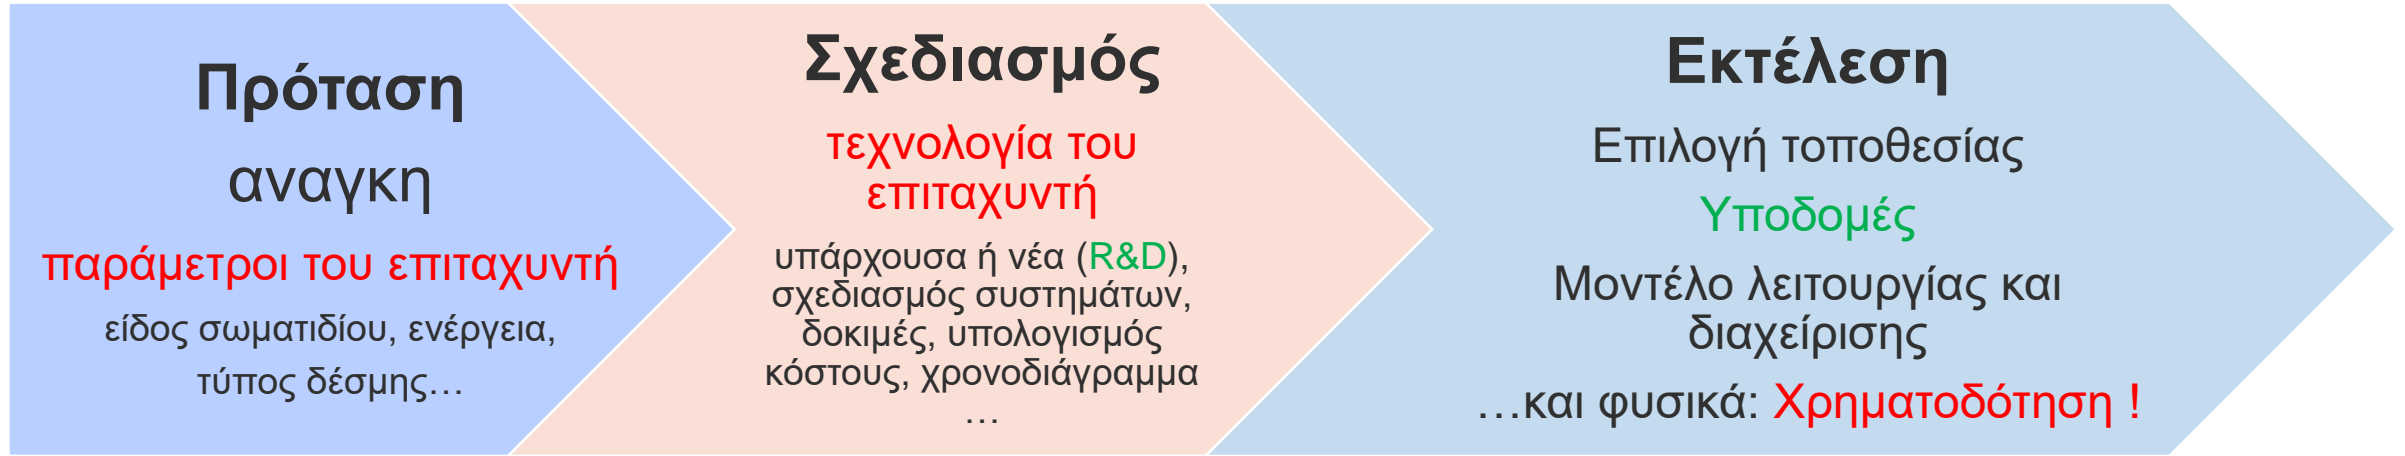 Πρόταση
αναγκη
παράμετροι του επιταχυντή
είδος σωματιδίου, ενέργεια,
τύπος δέσμης…
Σχεδιασμός
τεχνολογία του
επιταχυντή
υπάρχουσα ή νέα (R&D),
σχεδιασμός συστημάτων,
δοκιμές, υπολογισμός
κόστους, χρονοδιάγραμμα
…
Εκτέλεση
Επιλογή τοποθεσίας
Υποδομές
Μοντέλο λειτουργίας και
διαχείρισης
…και φυσικά: Χρηματοδότηση !